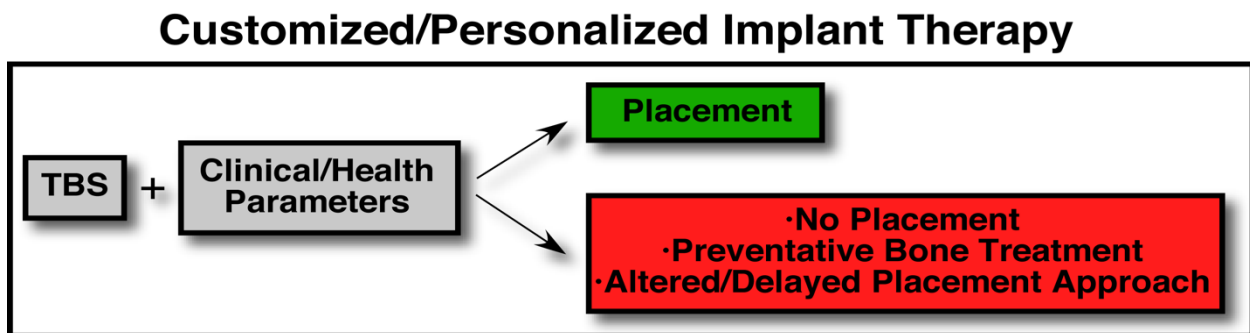 Customized/Personalized Implant Therapy
Placement
TBS
+
Clinical/Health
Parameters
·No Placement
·Preventative Bone Treatment
·Altered/Delayed Placement Approach